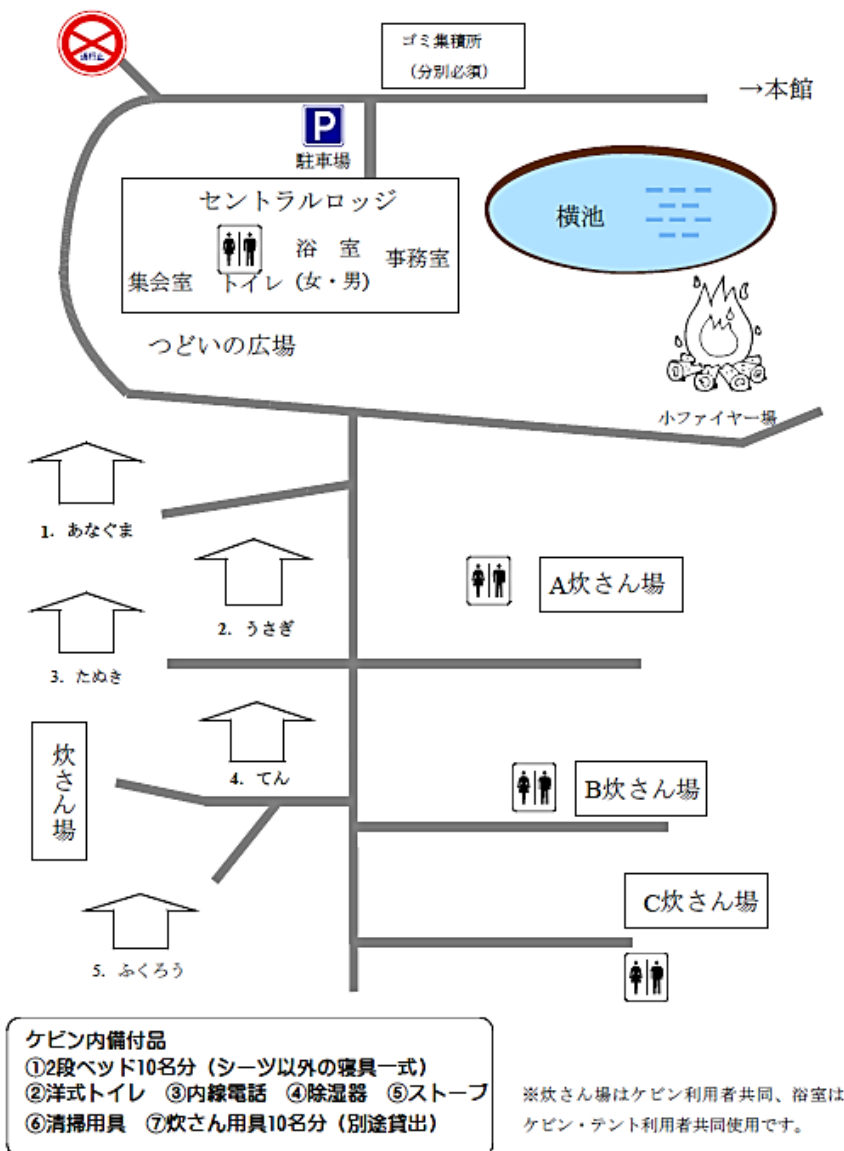 通行止
ゴミ集積所
（分別必須）
→本館
P
駐車場
セントラルロッジ
横池
集会室
トイレ
浴 室
（女・男）
事務室
つどいの広場
小ファイヤー場
1．あなぐま
2．うさぎ
A炊さん場
3．たぬき
炊さん場
4．てん
B炊さん場
C炊さん場
5．ふくろう
ケビン内備付品
①2段ベッド10名分（シーツ以外の寝具一式）
②洋式トイレ ③内線電話 ④除湿器 ⑤ストーブ
⑥清掃用具 ⑦炊さん用具10名分（別途貸出）
※炊さん場はケビン利用者共同、浴室は
ケビン・テント利用者共同使用です。